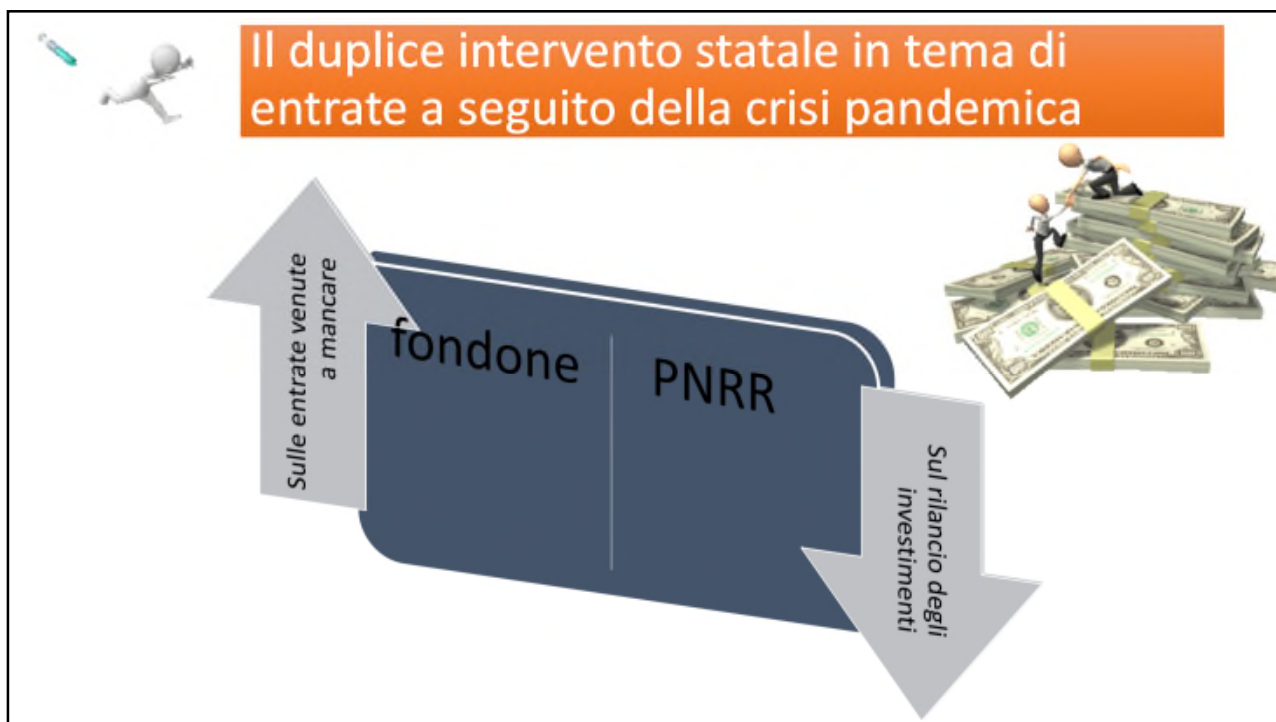 Il duplice intervento statale in tema di
entrate a seguito della crisi pandemica
Sulle entrate venute
a mancare
fondone
PNRR
Sul rilancio degli
investimenti